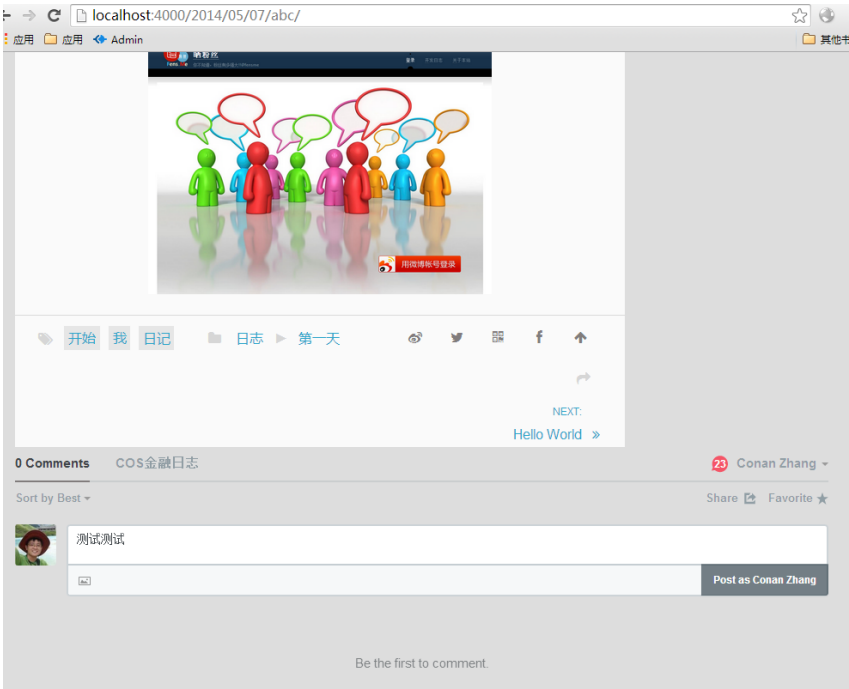 localhost:4000/2014/05/07/abc/
应用 应用 Admin 其他书
晒粉丝
用微博帐号登录
开始 我 日记 日志 第一天
NEXT:
Hello World »
0 Comments COS金融日志 23 Conan Zhang
Sort by Best Share Favorite
测试测试
Post as Conan Zhang
Be the first to comment.